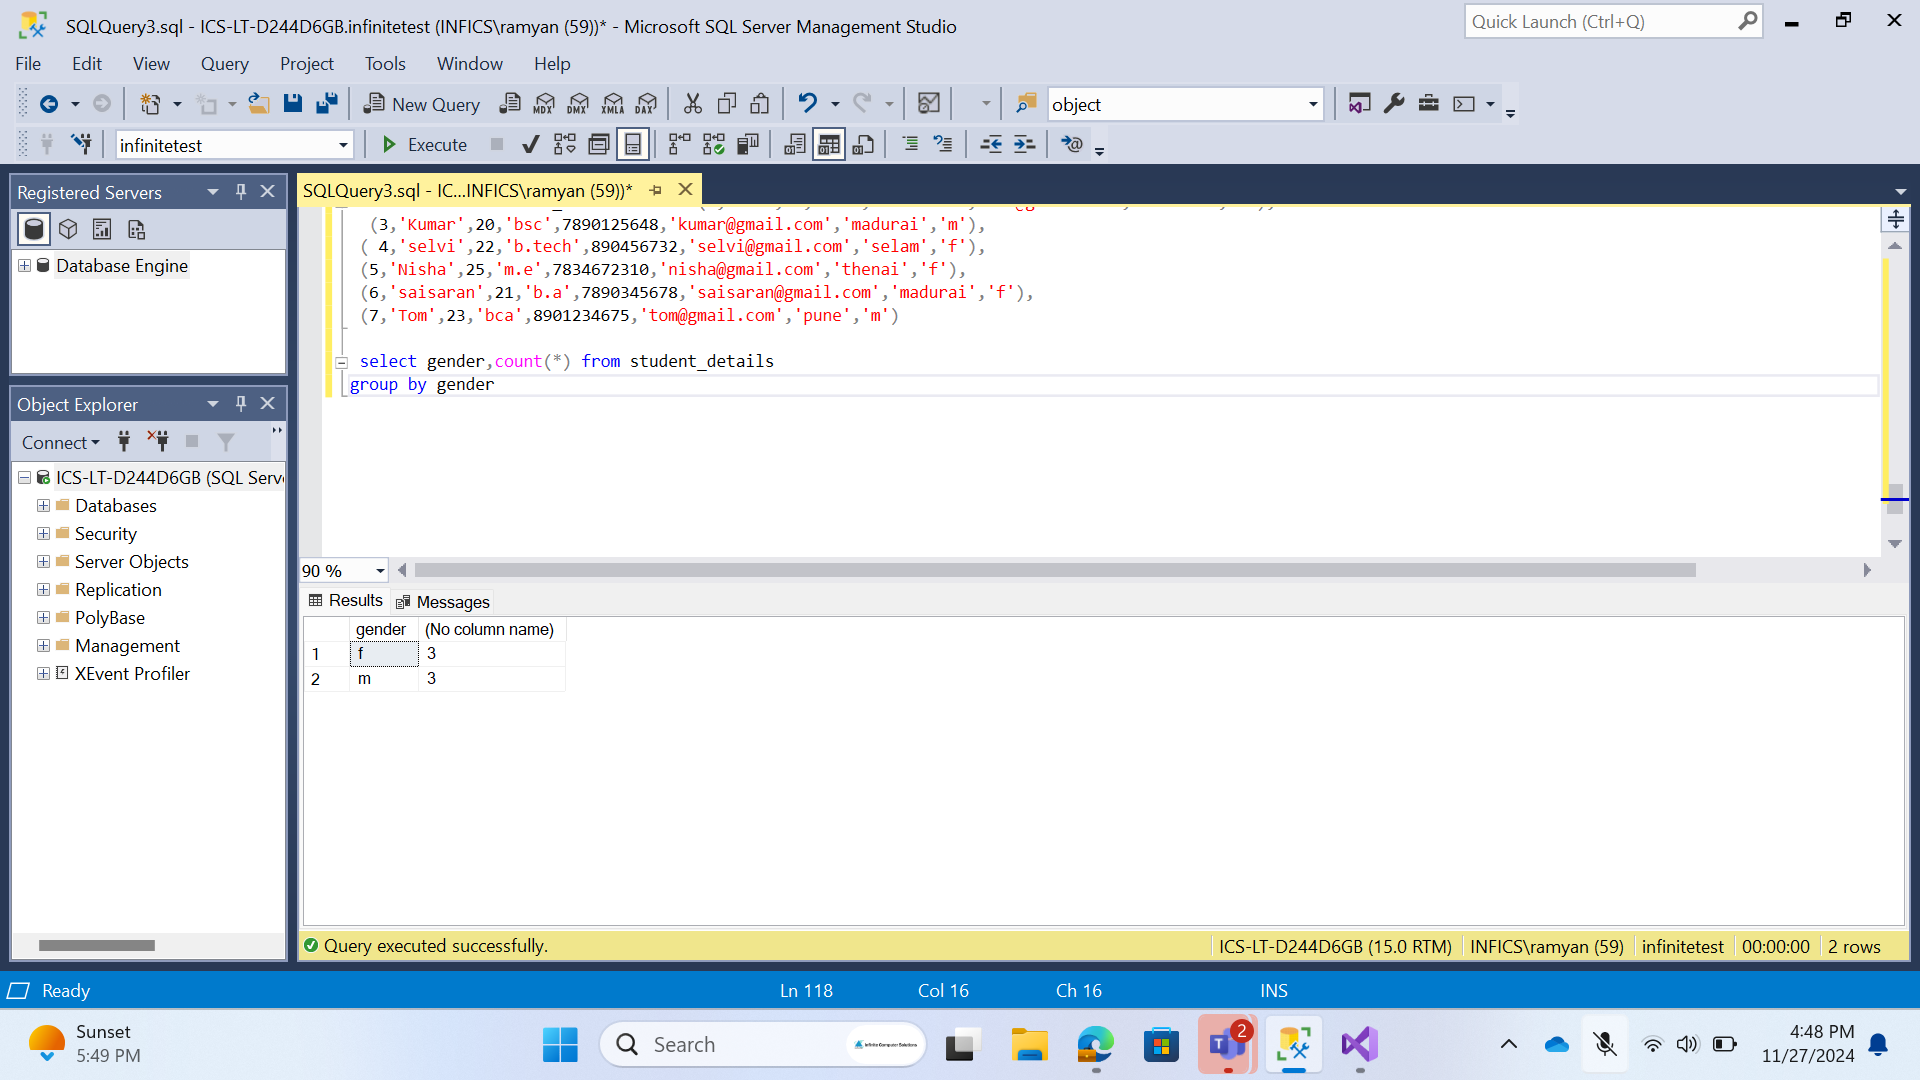 SQLQuery3.sql - ICS-LT-D244D6GB.infinitetest (INFICS\ramyan (59))* - Microsoft SQL Server Management Studio
Quick Launch (Ctrl+Q)
File Edit View Query Project Tools Window Help
New Query MDX DMX XMLA DAX object
infinitetest Execute
Registered Servers
Database Engine
Object Explorer
Connect
ICS-LT-D244D6GB (SQL Serv
Databases
Security
Server Objects
Replication
PolyBase
Management
XEvent Profiler
SQLQuery3.sql - IC...INFICS\ramyan (59))*
(3,'Kumar',20,'bsc',7890125648,'kumar@gmail.com','madurai','m'),
( 4,'selvi',22,'b.tech',890456732,'selvi@gmail.com','selam','f'),
(5,'Nisha',25,'m.e',7834672310,'nisha@gmail.com','thenai','f'),
(6,'saisaran',21,'b.a',7890345678,'saisaran@gmail.com','madurai','f'),
(7,'Tom',23,'bca',8901234675,'tom@gmail.com','pune','m')
select gender,count(*) from student_details
group by gender
90 %
Results Messages
gender (No column name)
1 f 3
2 m 3
Query executed successfully. ICS-LT-D244D6GB (15.0 RTM) INFICS\ramyan (59) infinitetest 00:00:00 2 rows
Ready Ln 118 Col 16 Ch 16 INS
Sunset
5:49 PM
Search
Infinite Computer Solutions
2
4:48 PM
11/27/2024